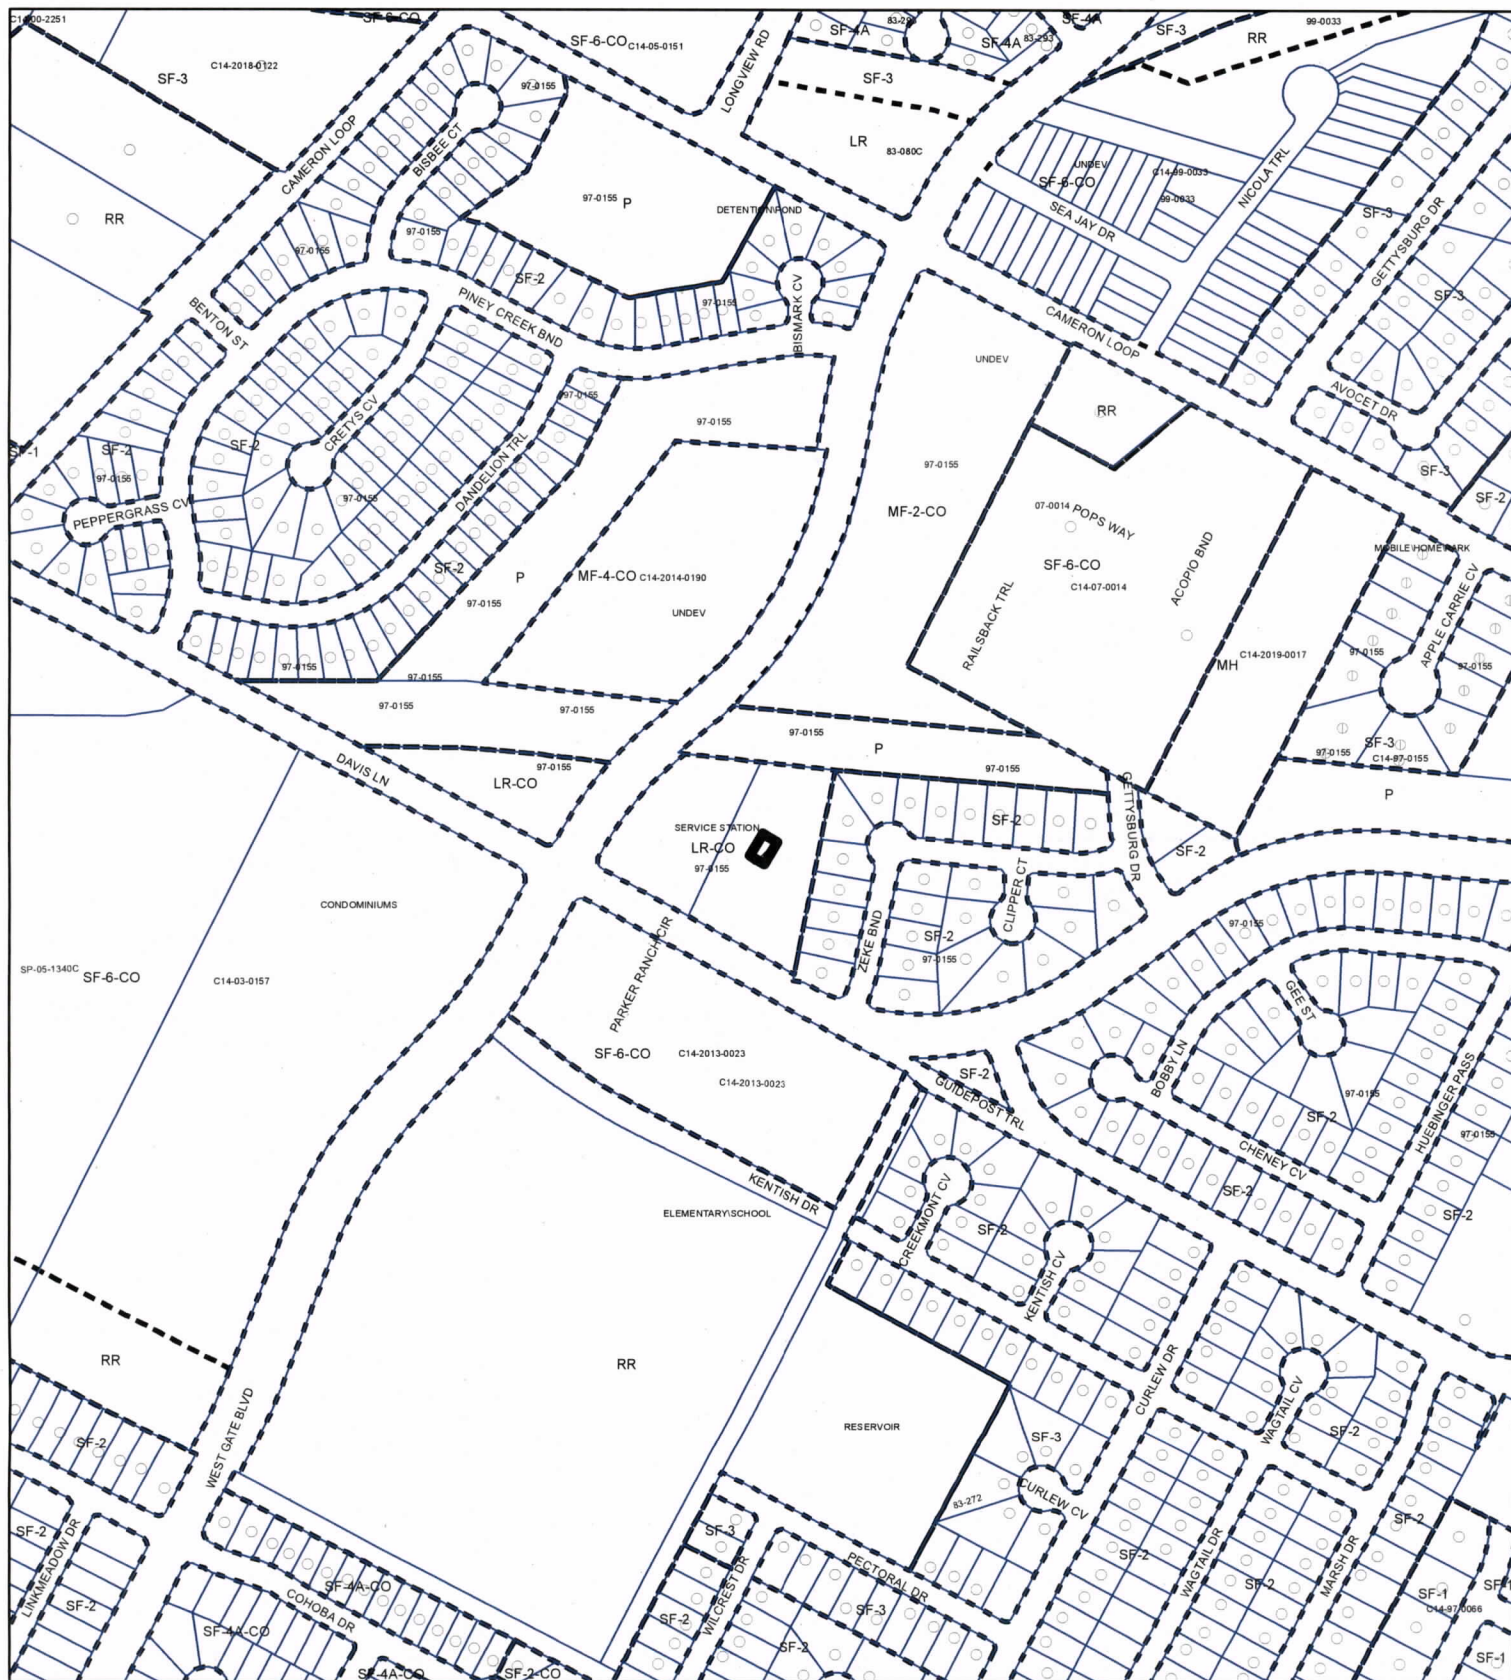 C14-00-2251
SF-6-CO
SF-3
C14-2018-0122
SF-6-CO
C14-05-0151
LONGVIEW RD
SF-4A
83-293
SF-4A
83-293
SF-4A
SF-3
99-0033
RR
SF-3
LR
83-080C
97-0155
CAMERON LOOP
BISBEE CT
97-0155
P
DETENTION\POND
RR
97-0155
97-0155
UNDEV
SF-6-CO
C14-99-0033
99-0033
SEA JAY DR
NICOLA TRL
SF-3
GETTYSBURG DR
SF-3
SF-2
97-0155
BISMARK CV
PINEY CREEK BND
BENTON ST
CAMERON LOOP
UNDEV
RR
AVOCET DR
97-0155
97-0155
CRETYS CV
DANDELION TRL
SF-1
SF-2
SF-2
97-0155
97-0155
PEPPERGRASS CV
97-0155
MF-2-CO
07-0014
POPS WAY
SF-6-CO
C14-07-0014
ACOPIO BND
RAILSBACK TRL
SF-3
SF-2
MOBILE\HOME\PARK
APPLE CARRIE CV
97-0155
97-0155
C14-2019-0017
MH
SF-2
P
97-0155
MF-4-CO
C14-2014-0190
UNDEV
97-0155
97-0155
97-0155
97-0155
97-0155
P
97-0155
SF-3
97-0155
C14-97-0155
P
DAVIS LN
LR-CO
97-0155
SERVICE STATION
LR-CO
97-0155
SF-2
GETTYSBURG DR
SF-2
CLIPPER CT
ZEKE BND
SF-2
97-0155
97-0155
CONDOMINIUMS
SP-05-1340C
SF-6-CO
C14-03-0157
PARKER RANCH CIR
SF-6-CO
C14-2013-0023
C14-2013-0023
GEE ST
BOBBY LN
97-0155
SF-2
HUEBINGER PASS
97-0155
SF-2
GUIDEPOST TRL
CHENEY CV
SF-2
SF-2
KENTISH DR
ELEMENTARY\SCHOOL
CREEKMONT CV
SF-2
KENTISH CV
RR
RR
WEST GATE BLVD
RESERVOIR
CURLEW DR
WAGTAIL CV
SF-2
SF-3
CURLEW CV
83-272
SF-2
SF-2
LINKMEADOW DR
SF-2
SF-3
WILCREST DR
PECTORAL DR
SF-2
WAGTAIL DR
SF-2
MARSH DR
SF-2
SF-1
C14-97-0066
SF-1
SF-4A-CO
COHOBA DR
SF-4A-CO
SF-4A-CO
SF-2-CO
SF-2
SF-3
SF-2
SF-1